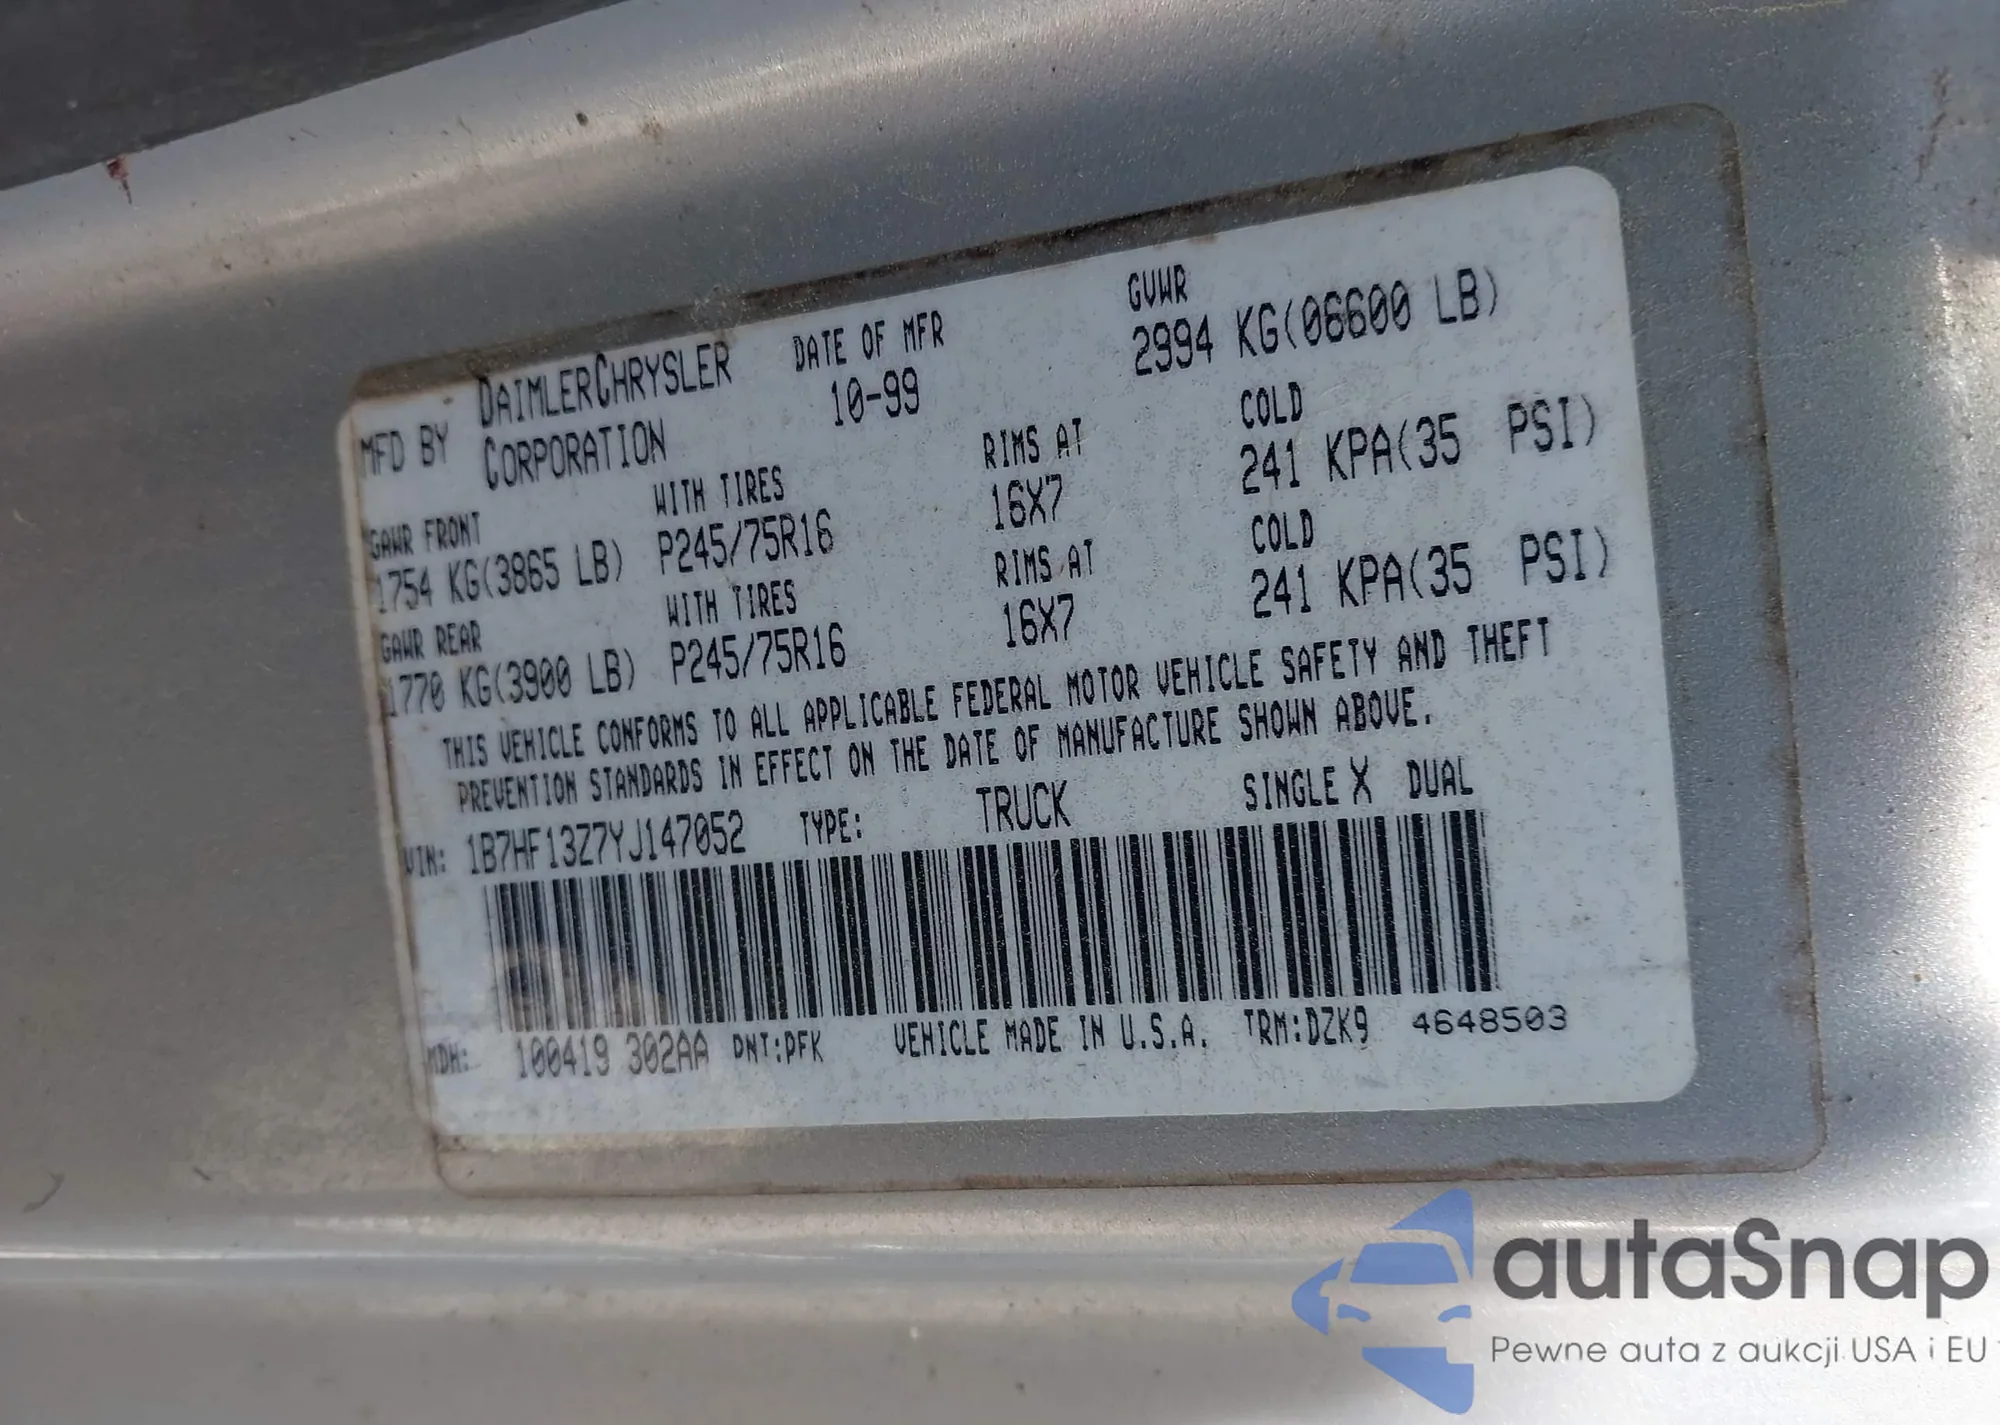 MFD BY DAIMLERCHRYSLER CORPORATION DATE OF MFR 10-99 GVWR 2994 KG(06600 LB)
GAWR FRONT WITH TIRES RIMS AT COLD
1754 KG(3865 LB) P245/75R16 16X7 241 KPA(35 PSI)
GAWR REAR WITH TIRES RIMS AT COLD
1770 KG(3900 LB) P245/75R16 16X7 241 KPA(35 PSI)
THIS VEHICLE CONFORMS TO ALL APPLICABLE FEDERAL MOTOR VEHICLE SAFETY AND THEFT
PREVENTION STANDARDS IN EFFECT ON THE DATE OF MANUFACTURE SHOWN ABOVE.
VIN: 1B7HF13Z7YJ147052 TYPE: TRUCK SINGLE X DUAL
MDH: 100419 302AA PNT:PFK VEHICLE MADE IN U.S.A. TRM:DZK9 4648503
autaSnap
Pewne auta z aukcji USA i EU